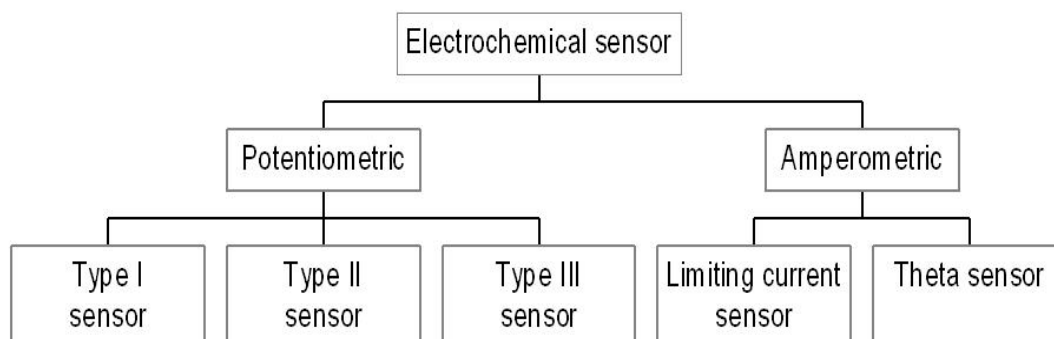 Electrochemical sensor
Potentiometric
Amperometric
Type I
sensor
Type II
sensor
Type III
sensor
Limiting current
sensor
Theta sensor